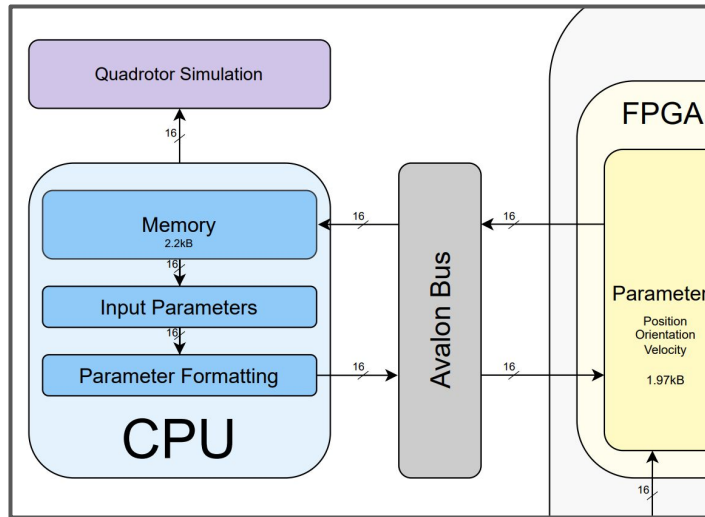 Quadrotor Simulation
16
Memory
2.2kB
16
Input Parameters
16
Parameter Formatting
CPU
16
16
Avalon Bus
16
16
FPGA
Parameter
Position
Orientation
Velocity
1.97kB
16